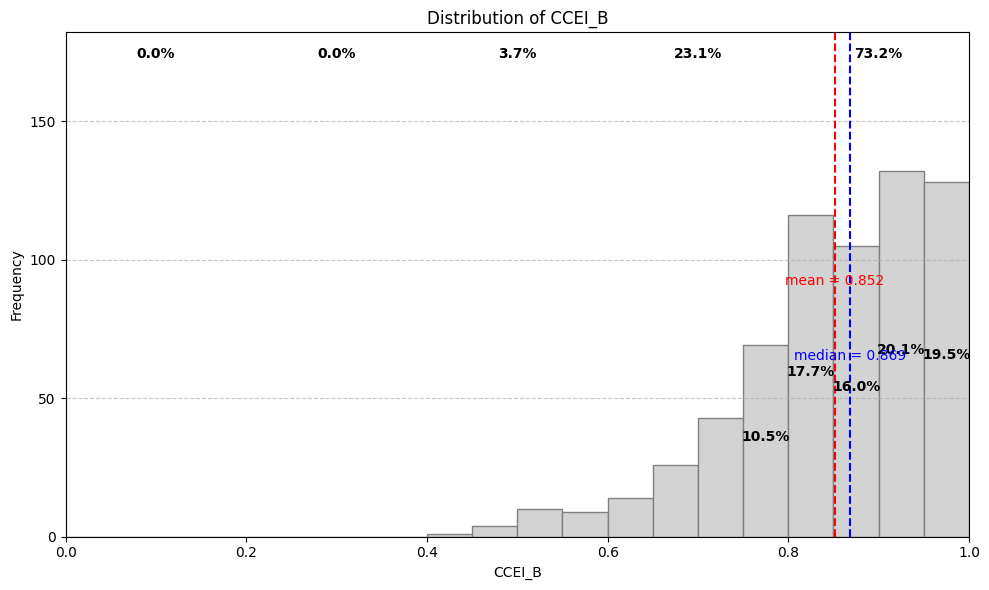 Distribution of CCEI_B
0.0% 0.0% 3.7% 23.1% 73.2%
150
100
50
0
Frequency
mean = 0.852
median = 0.869
20.1%
19.5%
17.7%
16.0%
10.5%
0.0 0.2 0.4 0.6 0.8 1.0
CCEI_B